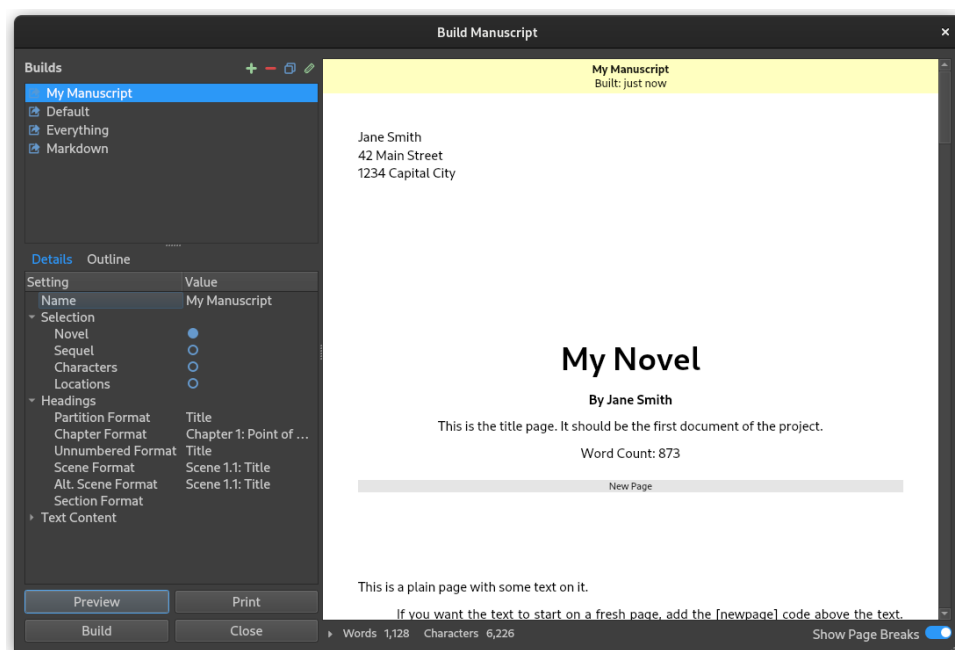 Build Manuscript
Builds
My Manuscript
Default
Everything
Markdown
Details Outline
Setting Value
Name My Manuscript
Selection
Novel
Sequel
Characters
Locations
Headings
Partition Format Title
Chapter Format Chapter 1: Point of ...
Unnumbered Format Title
Scene Format Scene 1.1: Title
Alt. Scene Format Scene 1.1: Title
Section Format
Text Content
Preview Print
Build Close
My Manuscript
Built: just now
Jane Smith
42 Main Street
1234 Capital City
My Novel
By Jane Smith
This is the title page. It should be the first document of the project.
Word Count: 873
New Page
This is a plain page with some text on it.
If you want the text to start on a fresh page, add the [newpage] code above the text.
Words 1,128 Characters 6,226 Show Page Breaks